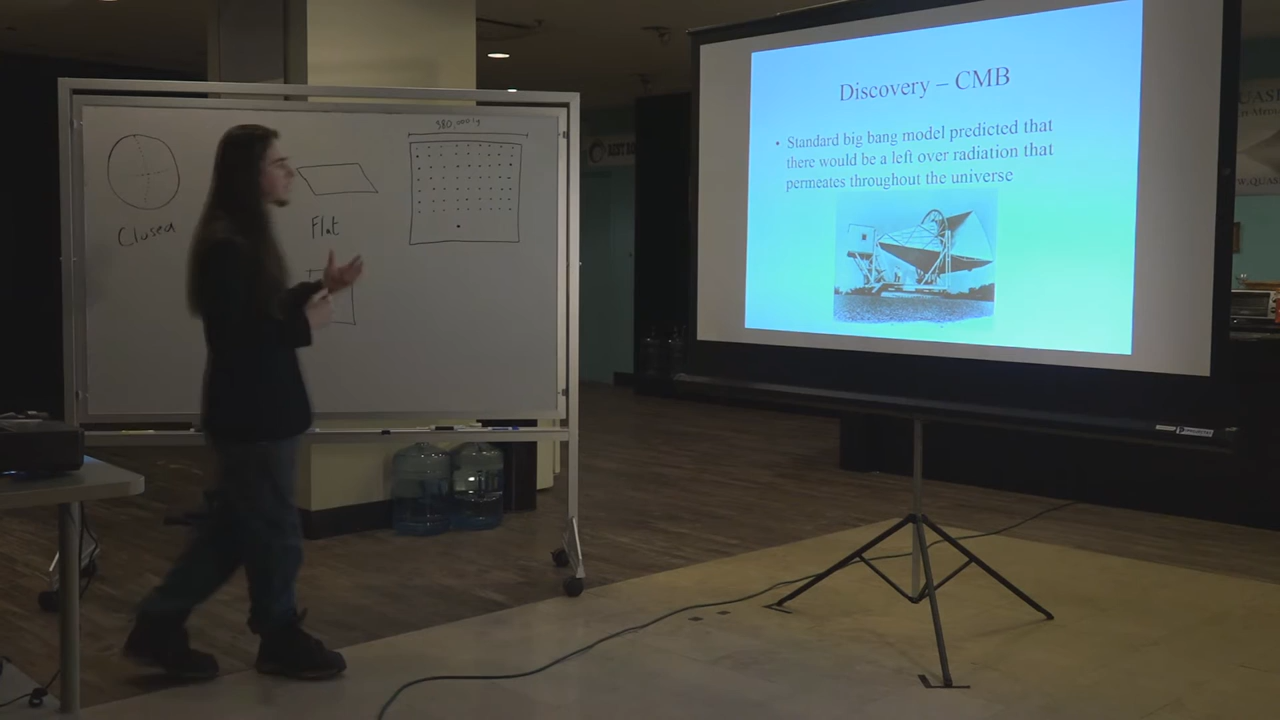 380,000 ly
Closed
Flat
Discovery – CMB
• Standard big bang model predicted that
there would be a left over radiation that
permeates throughout the universe